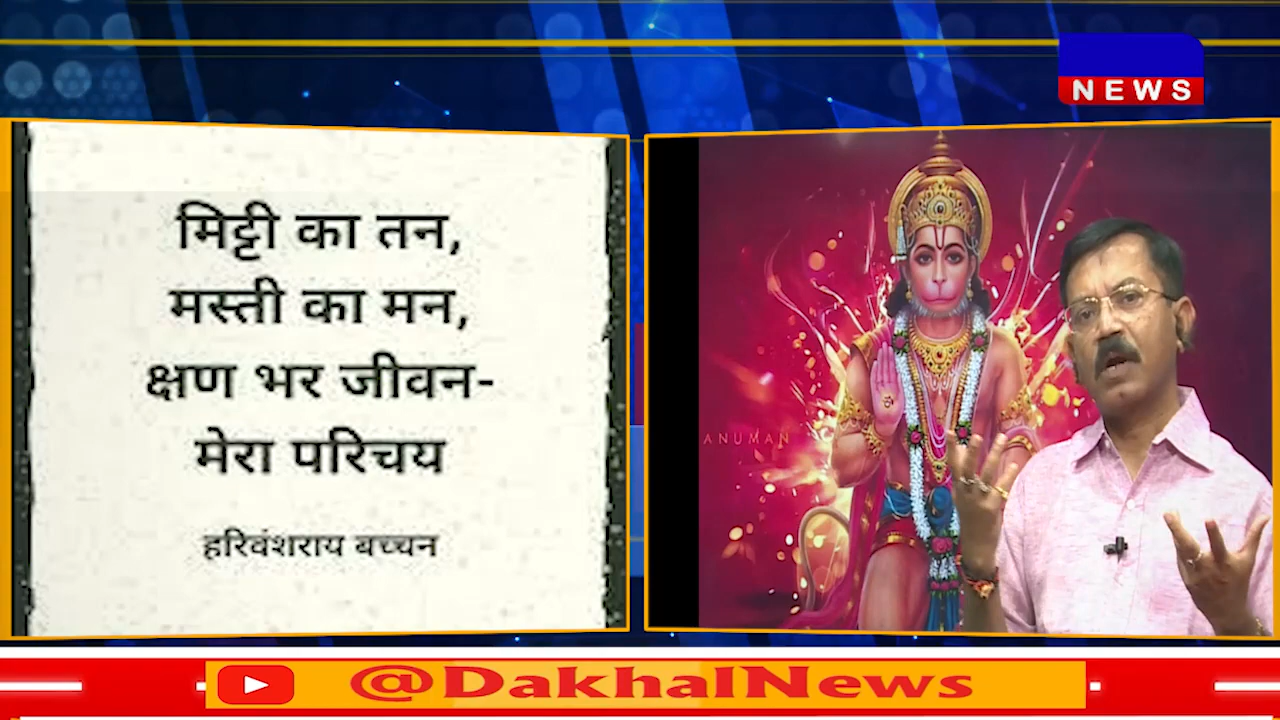 NEWS
मिट्टी का तन,
मस्ती का मन,
क्षण भर जीवन-
मेरा परिचय
हरिवंशराय बच्चन
ANUMAN
@DakhalNews